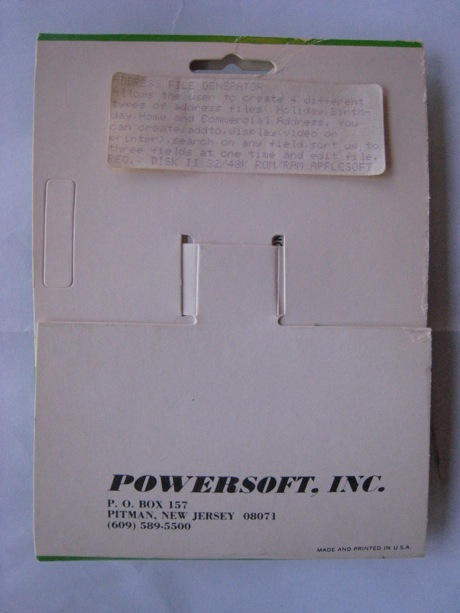 ADDRESS FILE GENERATOR
allows the user to create 4 different
types of address files: Holiday,Birth-
day,Home and Commercial Address. You
can create,addto,display(video or
printer),search on any field,sort up to
three fields at one time and edit file.
REQ.- DISK II 32/48K ROM/RAM APPLESOFT
POWERSOFT, INC.
P. O. BOX 157
PITMAN, NEW JERSEY 08071
(609) 589-5500
MADE AND PRINTED IN U.S.A.